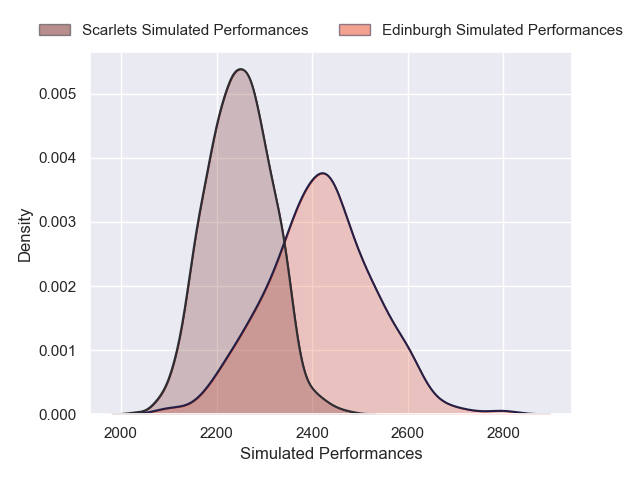 Scarlets Simulated Performances
Edinburgh Simulated Performances
0.005
0.004
0.003
0.002
0.001
0.000
Density
2000
2200
2400
2600
2800
Simulated Performances